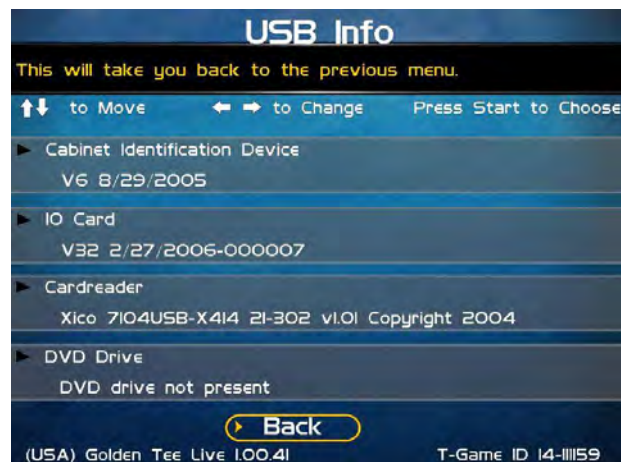 USB Info
This will take you back to the previous menu.
↑↓ to Move ← → to Change Press Start to Choose
Cabinet Identification Device
V6 8/29/2005
IO Card
V32 2/27/2006-000007
Cardreader
Xico 7104USB-X414 21-302 v1.01 Copyright 2004
DVD Drive
DVD drive not present
Back
(USA) Golden Tee Live 1.00.41 T-Game ID 14-111159